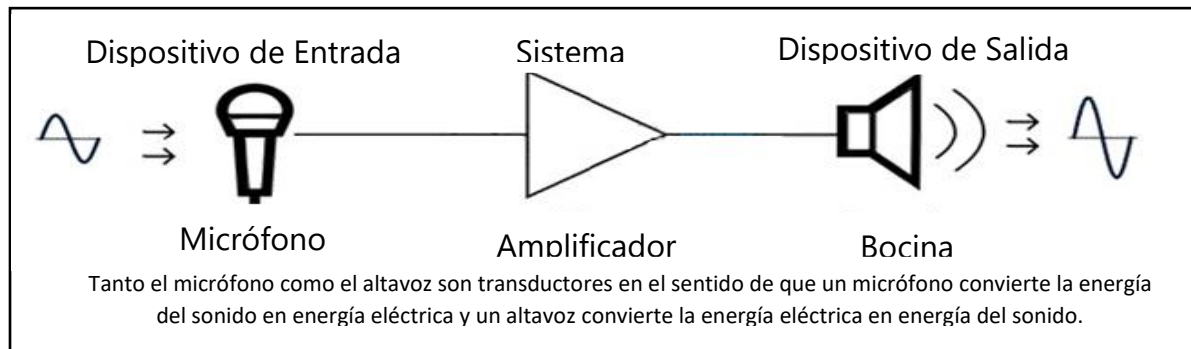 Dispositivo de Entrada
Sistema
Dispositivo de Salida
Micrófono
Amplificador
Bocina
Tanto el micrófono como el altavoz son transductores en el sentido de que un micrófono convierte la energía
del sonido en energía eléctrica y un altavoz convierte la energía eléctrica en energía del sonido.